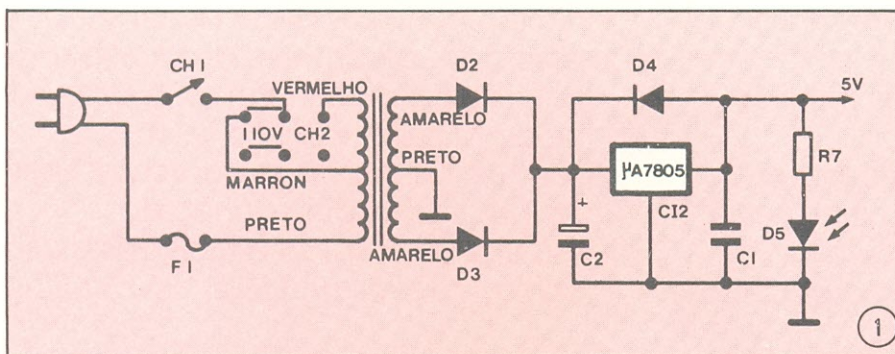 CH1
VERMELHO
D2
D4
5V
110V
CH2
AMARELO
PRETO
µA7805
R7
MARRON
CI2
D5
PRETO
F1
AMARELO
D3
C2
+
C1
1